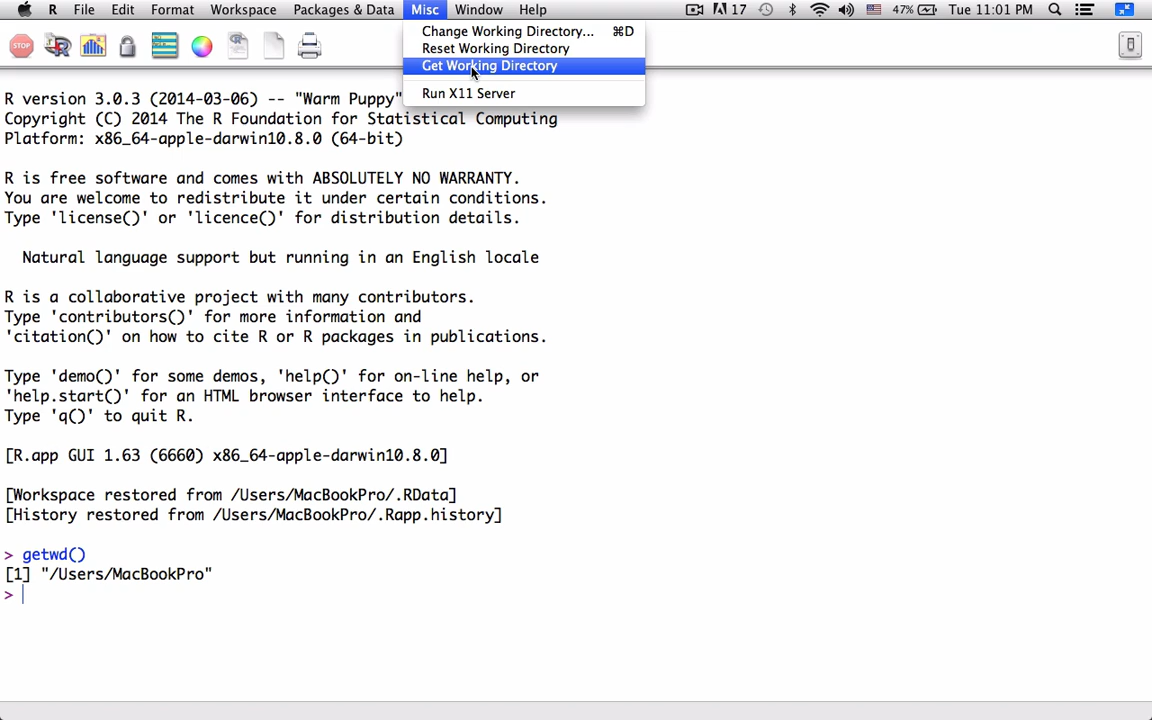 R File Edit Format Workspace Packages & Data Misc Window Help 17 47% Tue 11:01 PM
Change Working Directory... ⌘D
Reset Working Directory
Get Working Directory
Run X11 Server
STOP
R version 3.0.3 (2014-03-06) -- "Warm Puppy"
Copyright (C) 2014 The R Foundation for Statistical Computing
Platform: x86_64-apple-darwin10.8.0 (64-bit)
R is free software and comes with ABSOLUTELY NO WARRANTY.
You are welcome to redistribute it under certain conditions.
Type 'license()' or 'licence()' for distribution details.
Natural language support but running in an English locale
R is a collaborative project with many contributors.
Type 'contributors()' for more information and
'citation()' on how to cite R or R packages in publications.
Type 'demo()' for some demos, 'help()' for on-line help, or
'help.start()' for an HTML browser interface to help.
Type 'q()' to quit R.
[R.app GUI 1.63 (6660) x86_64-apple-darwin10.8.0]
[Workspace restored from /Users/MacBookPro/.RData]
[History restored from /Users/MacBookPro/.Rapp.history]
> getwd()
[1] "/Users/MacBookPro"
>